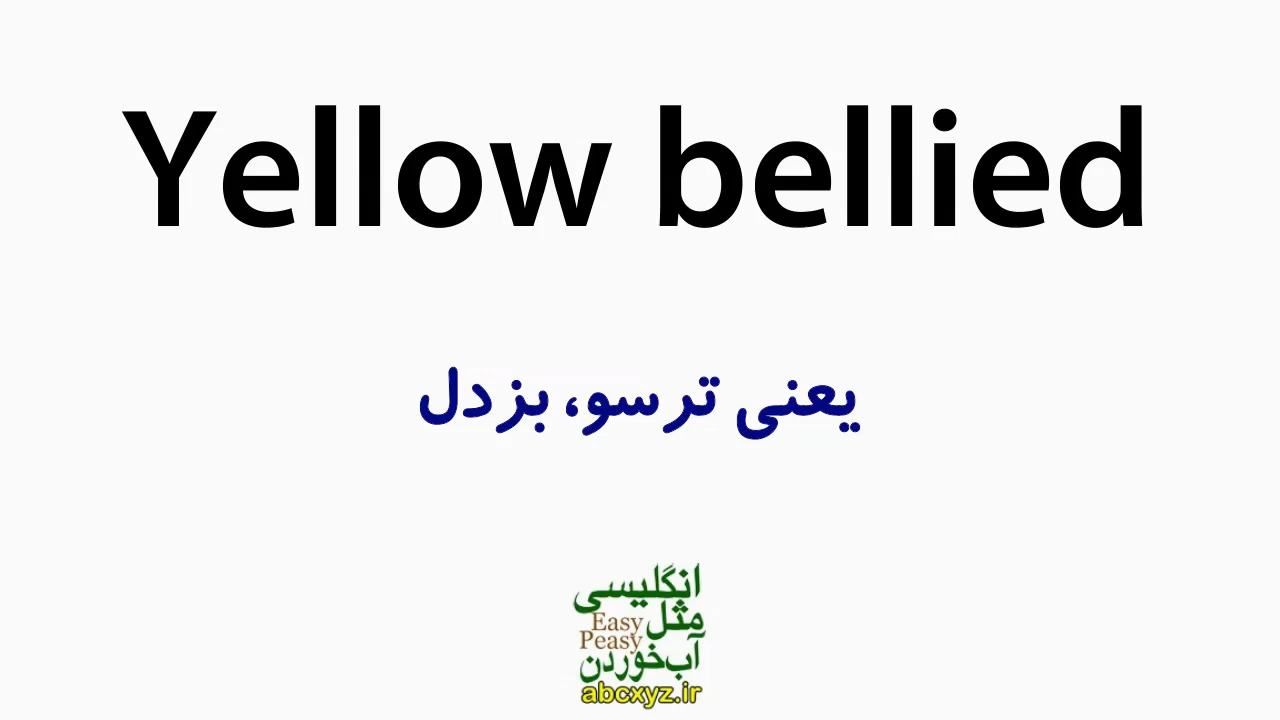 Yellow bellied
یعنی ترسو، بزدل
انگلیسی
مثل Easy
Peasy
آب‌خوردن
abcxyz.ir